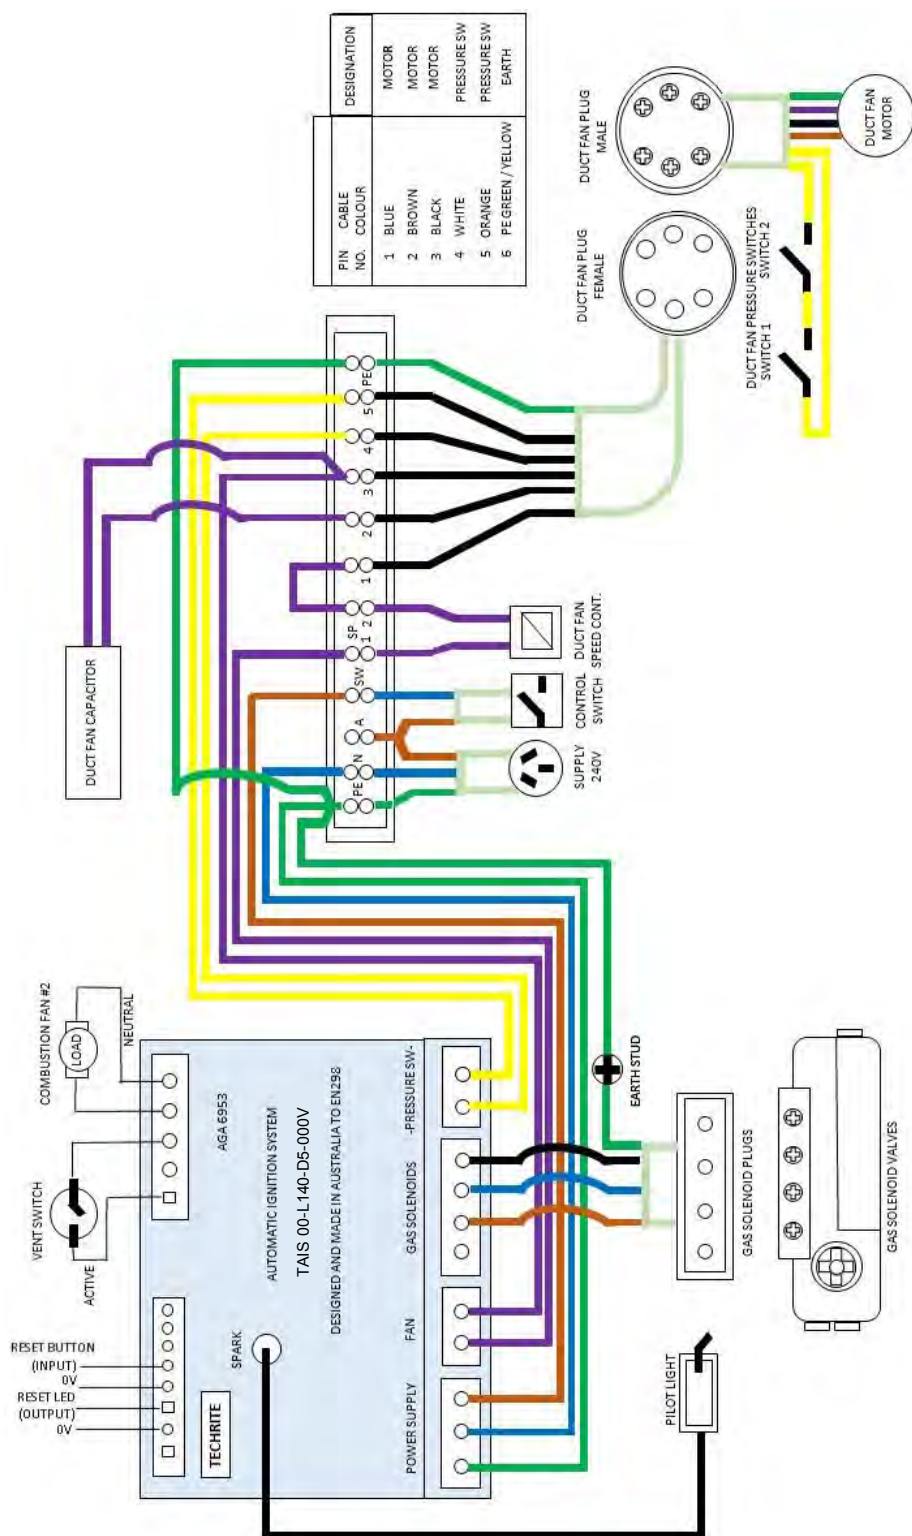 PIN NO.
CABLE COLOUR
DESIGNATION
1 BLUE MOTOR
2 BROWN MOTOR
3 BLACK MOTOR
4 WHITE PRESSURE SW
5 ORANGE PRESSURE SW
6 PE GREEN / YELLOW EARTH
DUCT FAN PLUG
MALE
DUCT FAN PLUG
FEMALE
DUCT FAN
MOTOR
DUCT FAN PRESSURE SWITCHES
SWITCH 1
SWITCH 2
DUCT FAN CAPACITOR
PE
N
A
SW
SP
1
2
1
2
3
4
5
PE
SUPPLY
240V
CONTROL
SWITCH
DUCT FAN
SPEED CONT.
COMBUSTION FAN #2
LOAD
NEUTRAL
VENT SWITCH
ACTIVE
RESET BUTTON
(INPUT)
0V
RESET LED
(OUTPUT)
0V
AGA 6953
AUTOMATIC IGNITION SYSTEM
TAIS 00-L140-D5-000V
DESIGNED AND MADE IN AUSTRALIA TO EN298
SPARK
TECHRITE
POWER SUPPLY
FAN
GAS SOLENOIDS
-PRESSURE SW-
EARTH STUD
PILOT LIGHT
GAS SOLENOID PLUGS
GAS SOLENOID VALVES